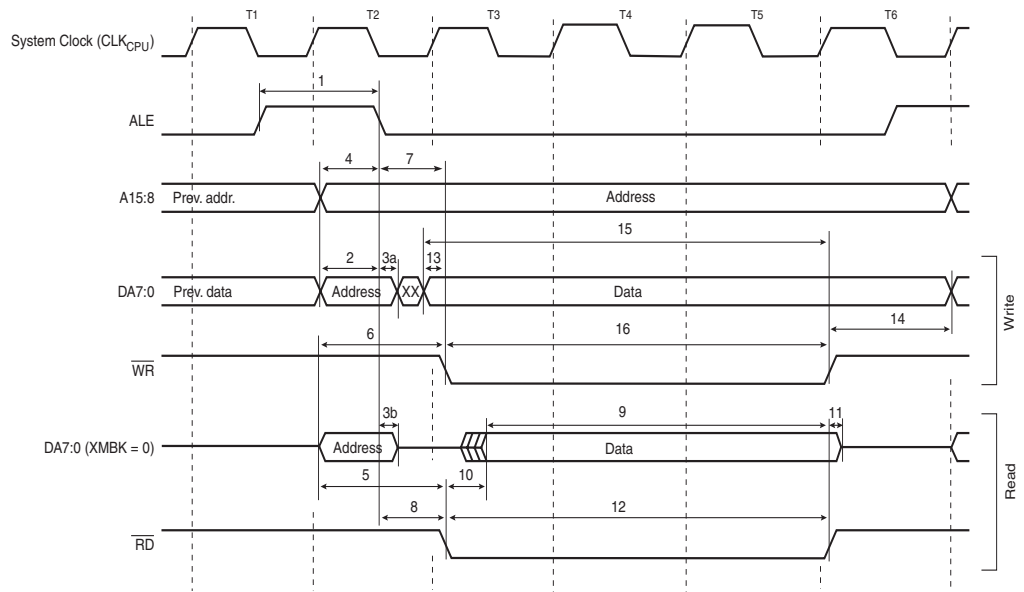 T1 T2 T3 T4 T5 T6
System Clock (CLKCPU)
1
ALE
4 7
A15:8 Prev. addr. Address
15
2 3a 13
DA7:0 Prev. data Address XX Data
14
6 16
WR
Write
3b 9 11
DA7:0 (XMBK = 0) Address Data
5 10
8 12
RD
Read